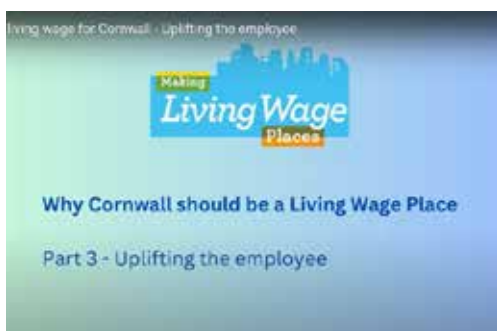 living wage for Cornwall - Uplifting the employee
Making
Living Wage
Places
Why Cornwall should be a Living Wage Place
Part 3 - Uplifting the employee